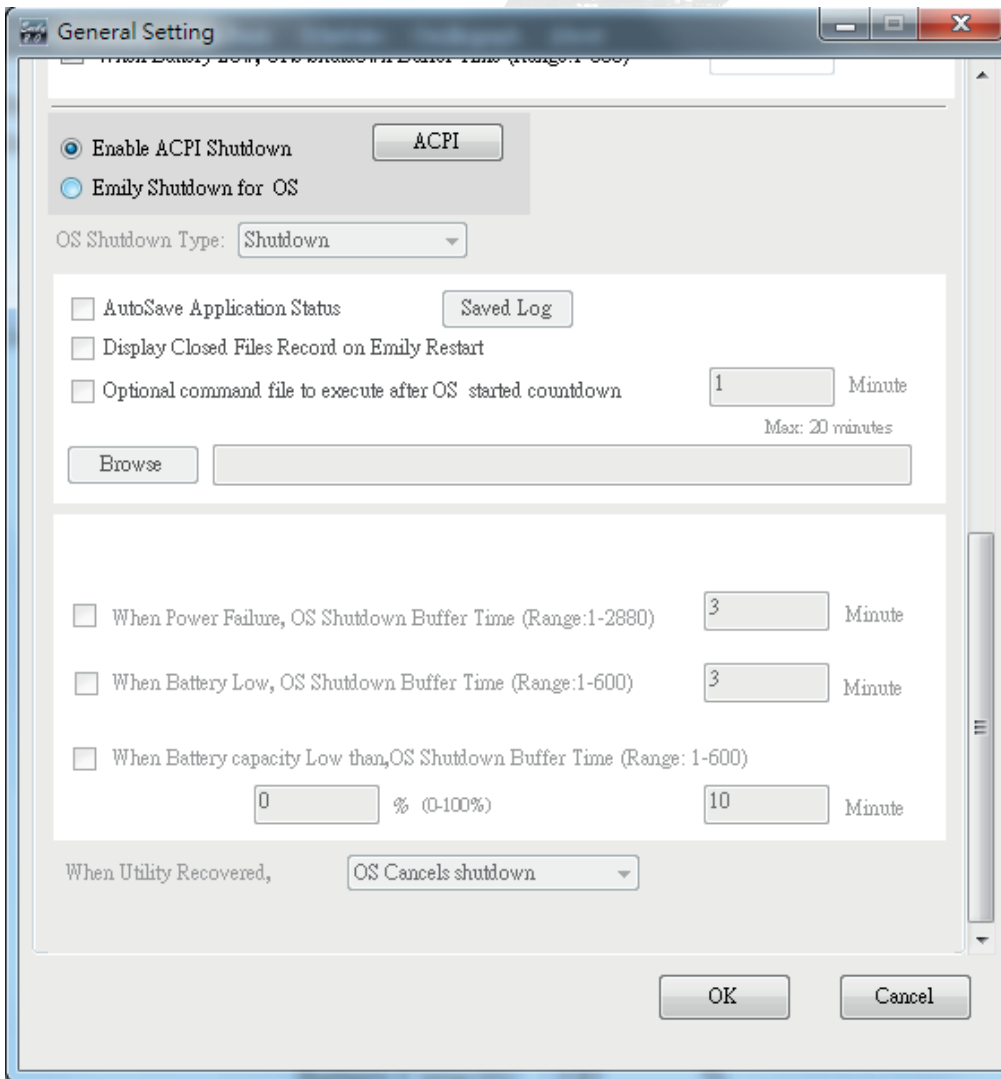 General Setting
Enable ACPI Shutdown ACPI
Emily Shutdown for OS
OS Shutdown Type: Shutdown
AutoSave Application Status Saved Log
Display Closed Files Record on Emily Restart
Optional command file to execute after OS started countdown 1 Minute
Max: 20 minutes
Browse
When Power Failure, OS Shutdown Buffer Time (Range:1-2880) 3 Minute
When Battery Low, OS Shutdown Buffer Time (Range:1-600) 3 Minute
When Battery capacity Low than,OS Shutdown Buffer Time (Range: 1-600)
0 % (0-100%) 10 Minute
When Utility Recovered, OS Cancels shutdown
OK Cancel